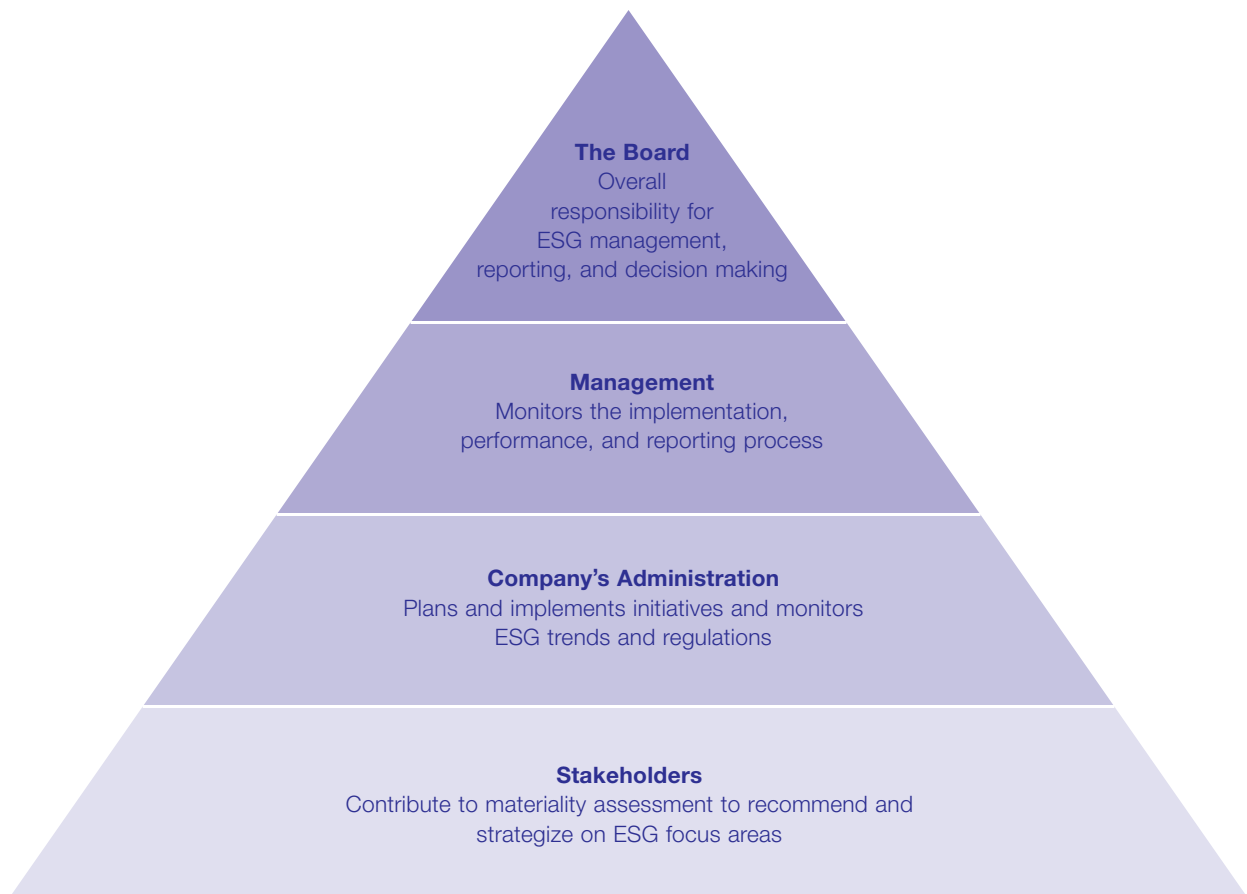 The Board
Overall
responsibility for
ESG management,
reporting, and decision making
Management
Monitors the implementation,
performance, and reporting process
Company’s Administration
Plans and implements initiatives and monitors
ESG trends and regulations
Stakeholders
Contribute to materiality assessment to recommend and
strategize on ESG focus areas